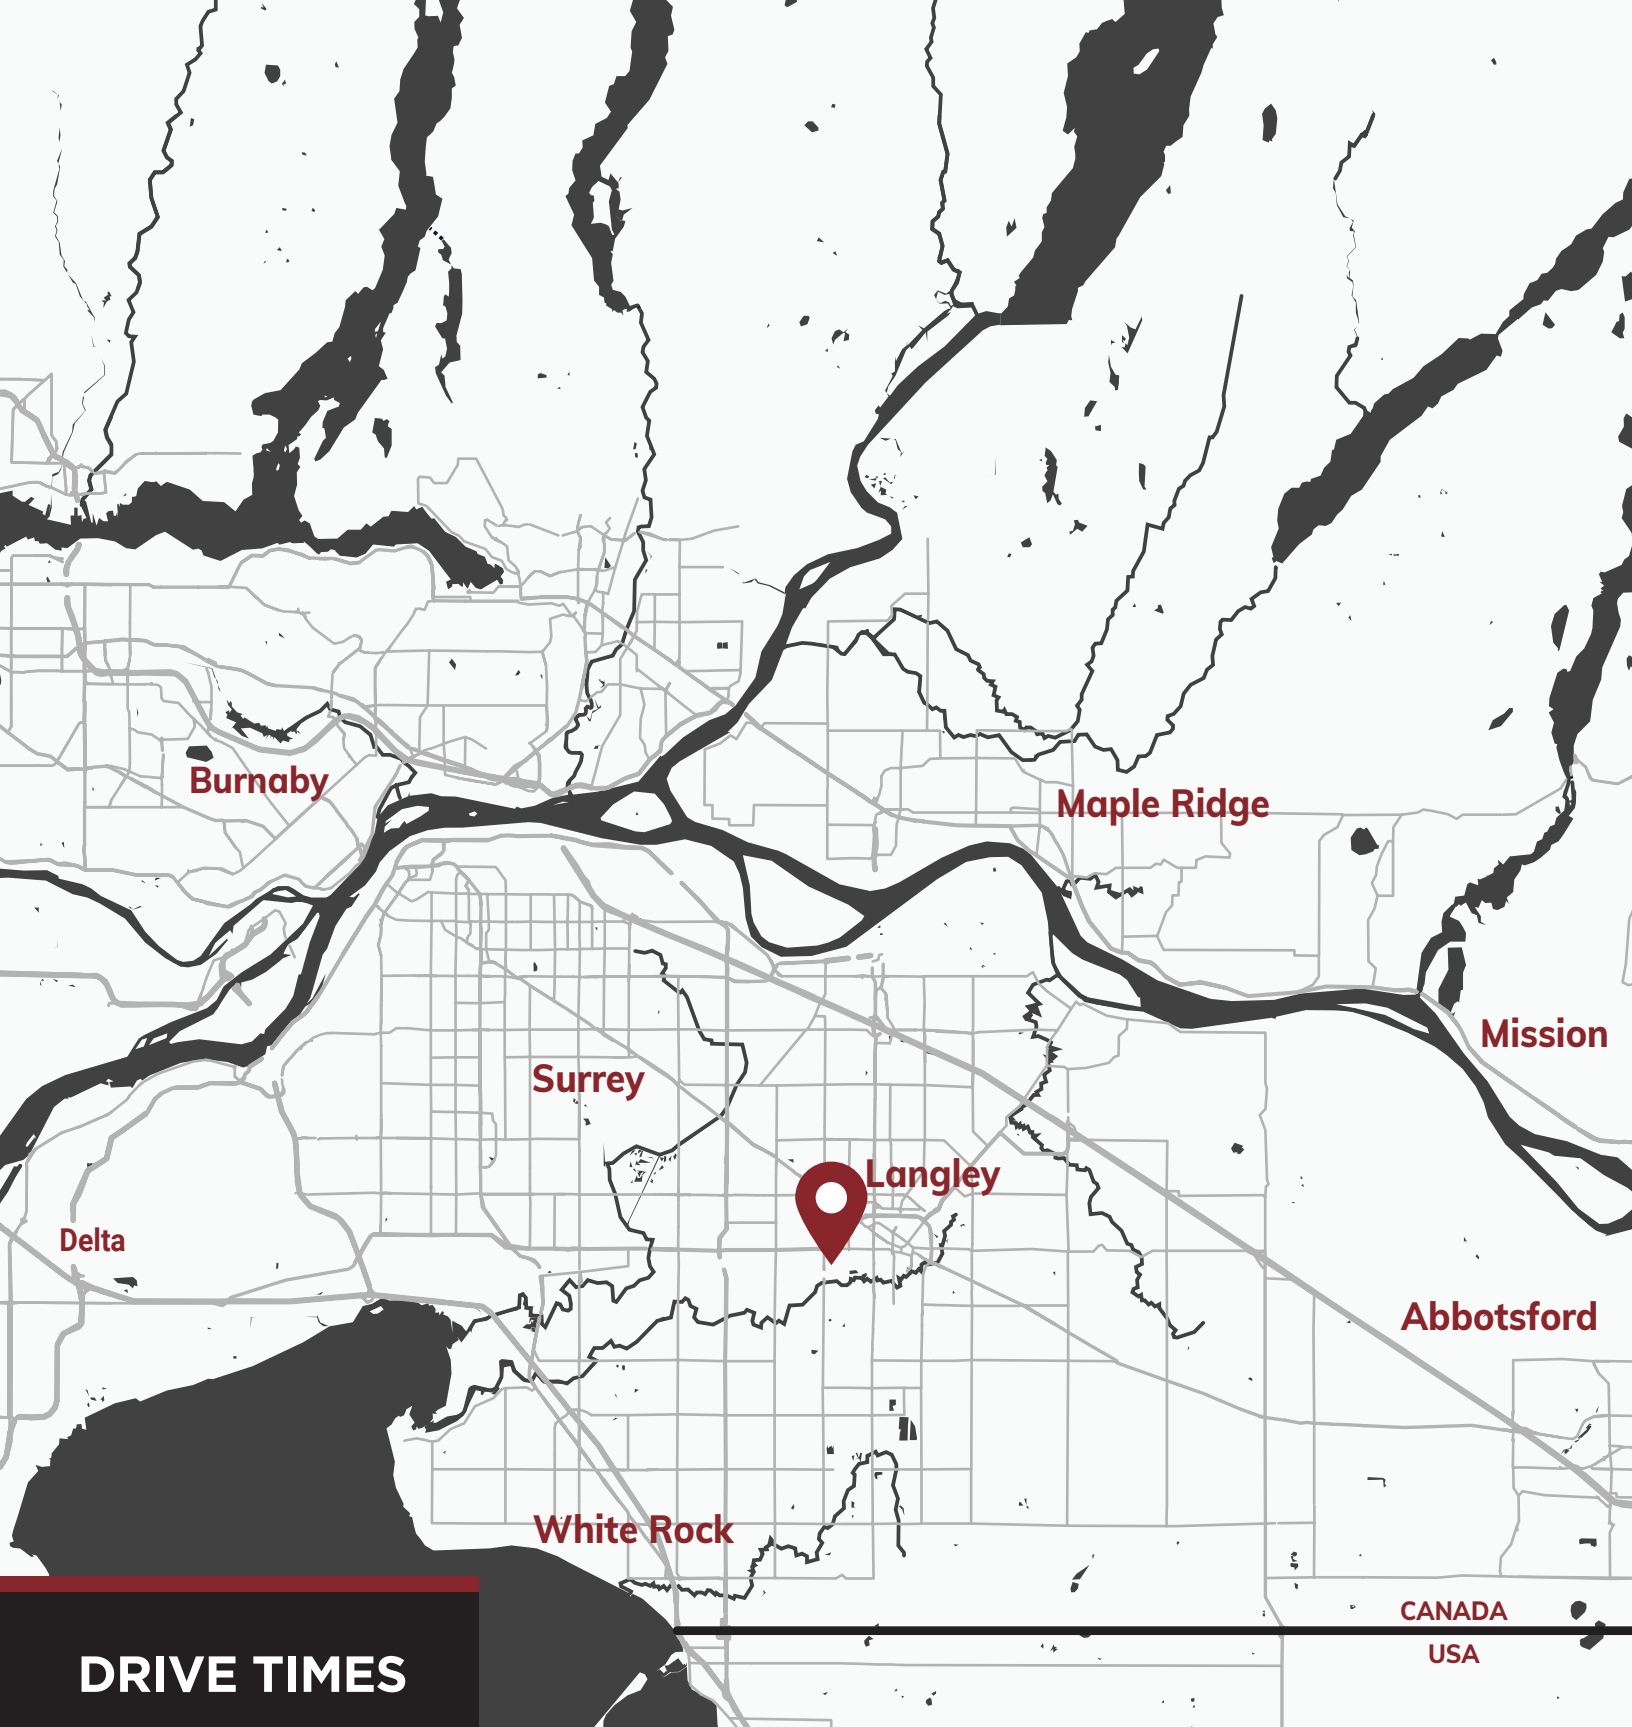 Burnaby
Maple Ridge
Mission
Surrey
Langley
Delta
Abbotsford
White Rock
CANADA
USA
DRIVE TIMES